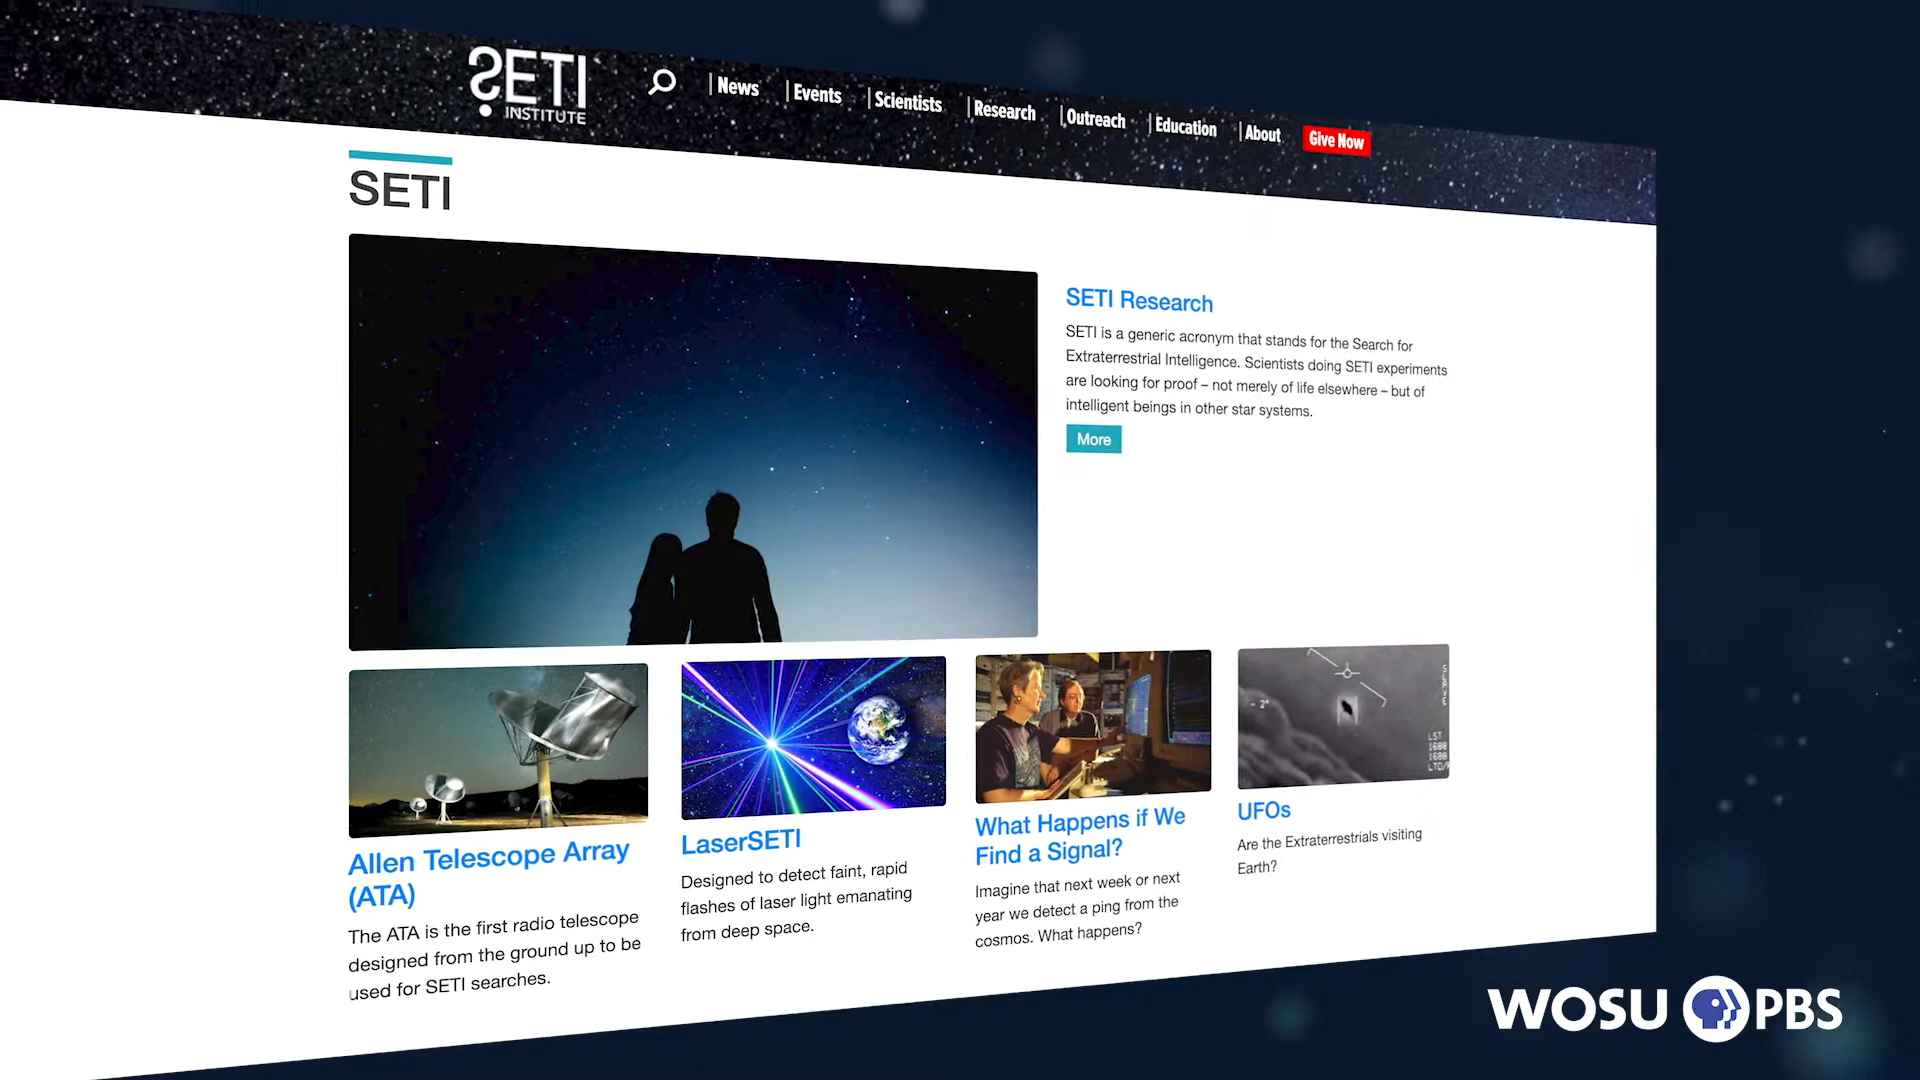 SETI
INSTITUTE
News
Events
Scientists
Research
Outreach
Education
About
Give Now
SETI
SETI Research
SETI is a generic acronym that stands for the Search for
Extraterrestrial Intelligence. Scientists doing SETI experiments
are looking for proof – not merely of life elsewhere – but of
intelligent beings in other star systems.
More
Allen Telescope Array
(ATA)
The ATA is the first radio telescope
designed from the ground up to be
used for SETI searches.
LaserSETI
Designed to detect faint, rapid
flashes of laser light emanating
from deep space.
What Happens if We
Find a Signal?
Imagine that next week or next
year we detect a ping from the
cosmos. What happens?
- 2°
LST
1688
1688
UFOs
Are the Extraterrestrials visiting
Earth?
WOSU PBS